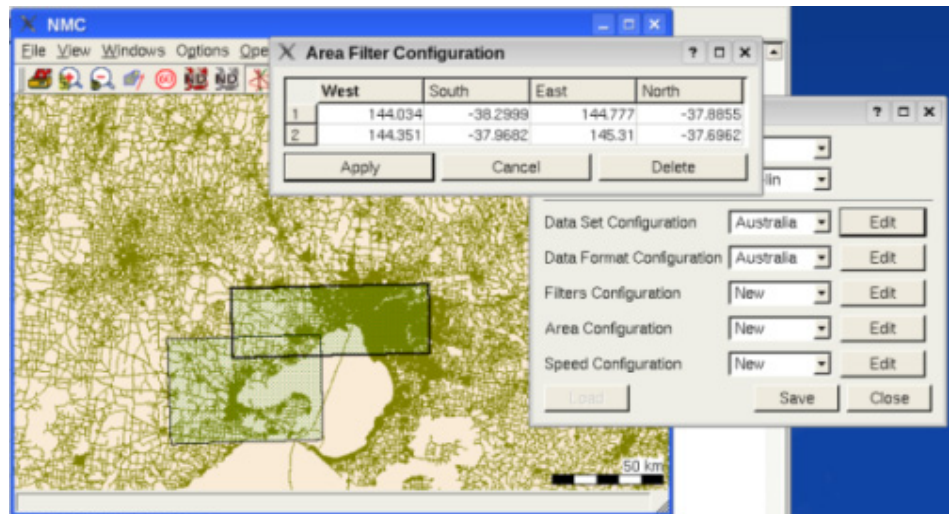 NMC
File View Windows Options Ope
Area Filter Configuration
West South East North
1 144.034 -38.2999 144.777 -37.8855
2 144.351 -37.9682 145.31 -37.6962
Apply Cancel Delete
lin
Data Set Configuration Australia Edit
Data Format Configuration Australia Edit
Filters Configuration New Edit
Area Configuration New Edit
Speed Configuration New Edit
Load Save Close
50 km